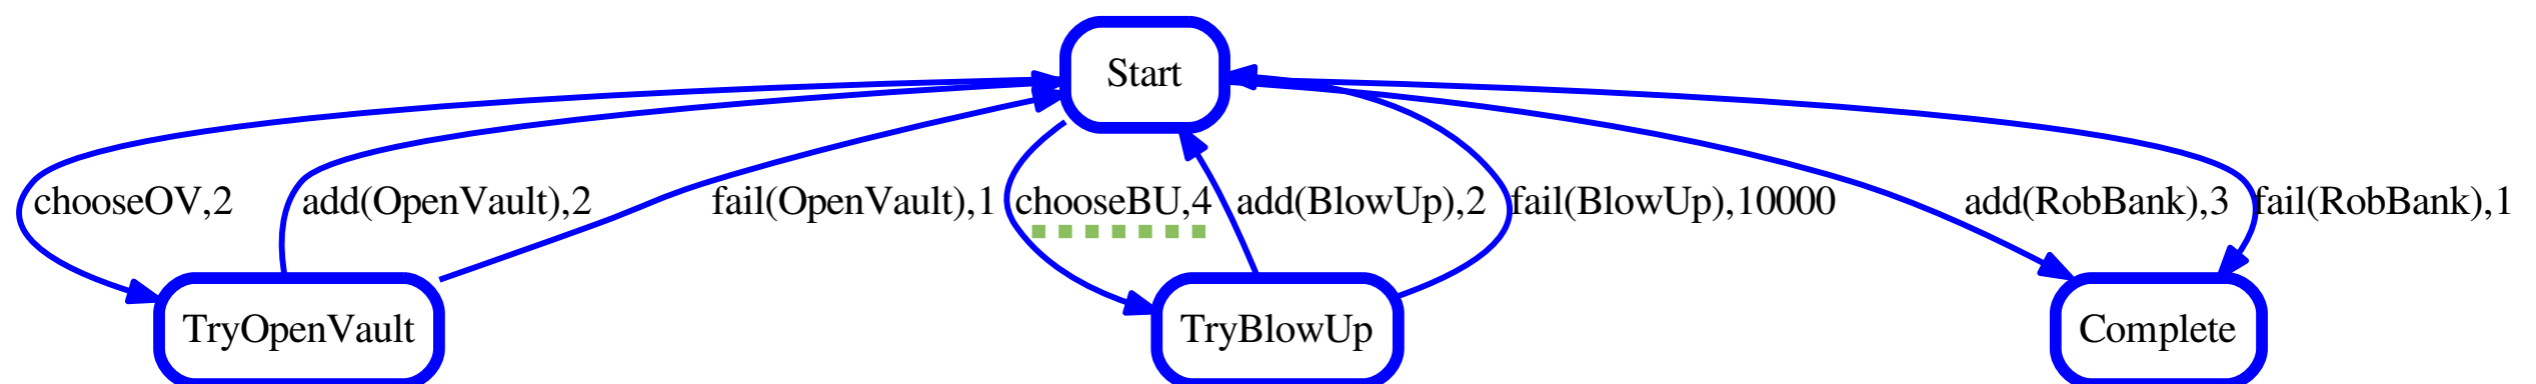 Start
chooseOV,2
add(OpenVault),2
fail(OpenVault),1
chooseBU,4
add(BlowUp),2
fail(BlowUp),10000
add(RobBank),3
fail(RobBank),1
TryOpenVault
TryBlowUp
Complete